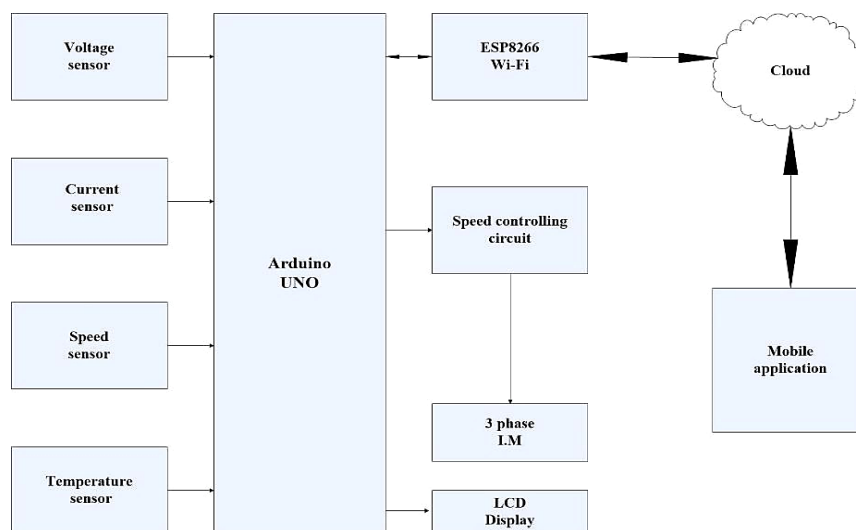 Voltage
sensor
Current
sensor
Speed
sensor
Temperature
sensor
Arduino
UNO
ESP8266
Wi-Fi
Speed controlling
circuit
3 phase
I.M
LCD
Display
Cloud
Mobile
application